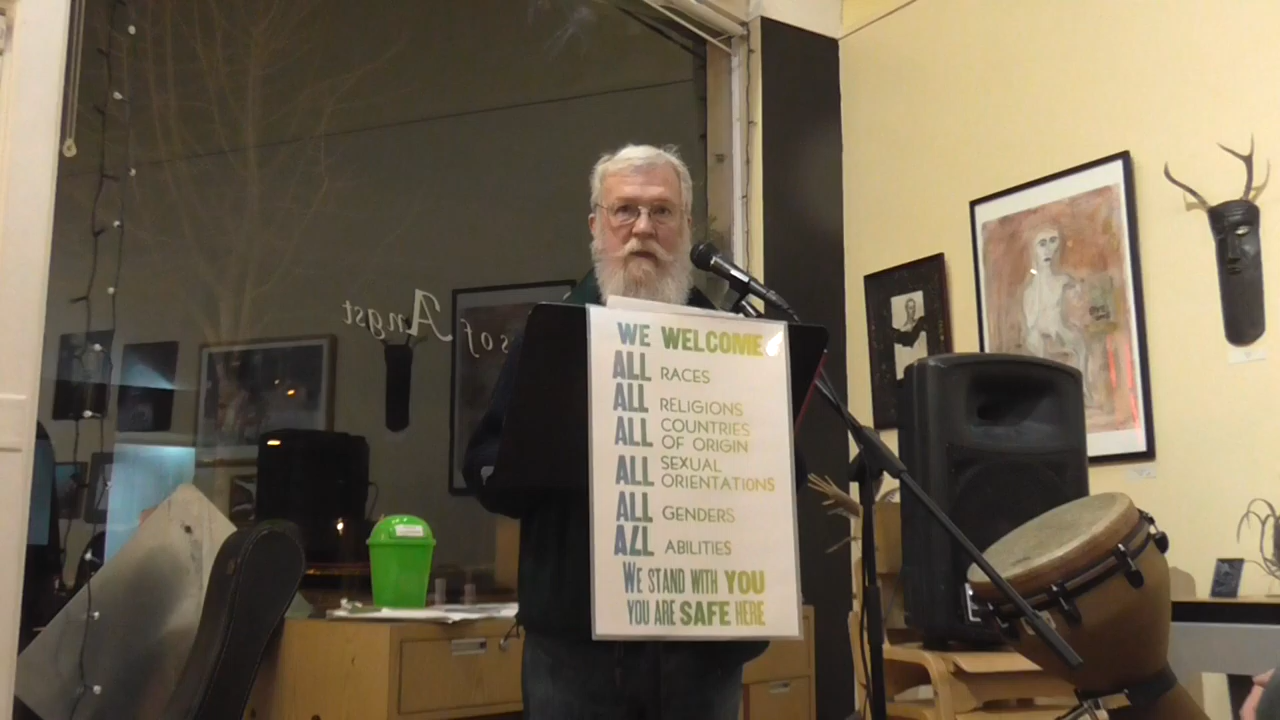 of Angst
WE WELCOME
ALL RACES
ALL RELIGIONS
ALL COUNTRIES
OF ORIGIN
ALL SEXUAL
ORIENTATIONS
ALL GENDERS
ALL ABILITIES
WE STAND WITH YOU
YOU ARE SAFE HERE